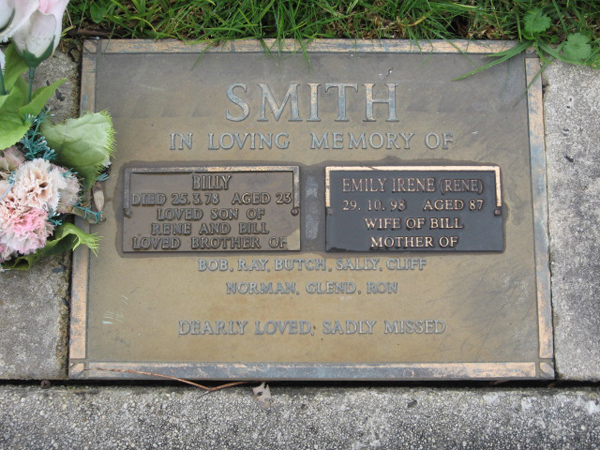 SMITH
IN LOVING MEMORY OF
BILLY
DIED 25.3.78 AGED 23
LOVED SON OF
RENE AND BILL
LOVED BROTHER OF
EMILY IRENE (RENE)
29. 10. 98 AGED 87
WIFE OF BILL
MOTHER OF
BOB, RAY, BUTCH, SALLY, CLIFF
NORMAN, GLEND, RON
DEARLY LOVED, SADLY MISSED